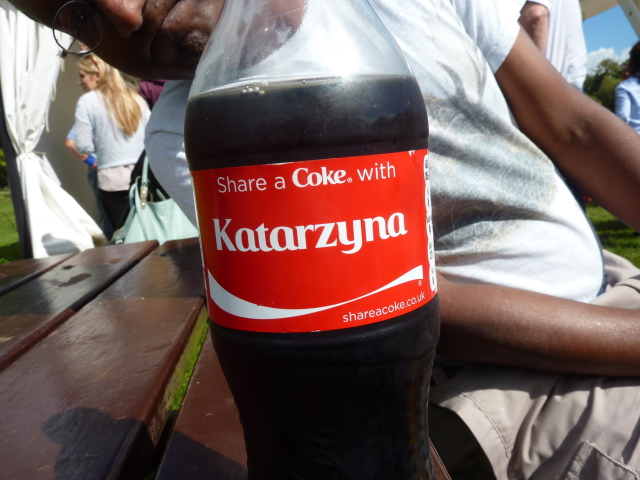 Share a Coke with
Katarzyna
shareacoke.co.uk